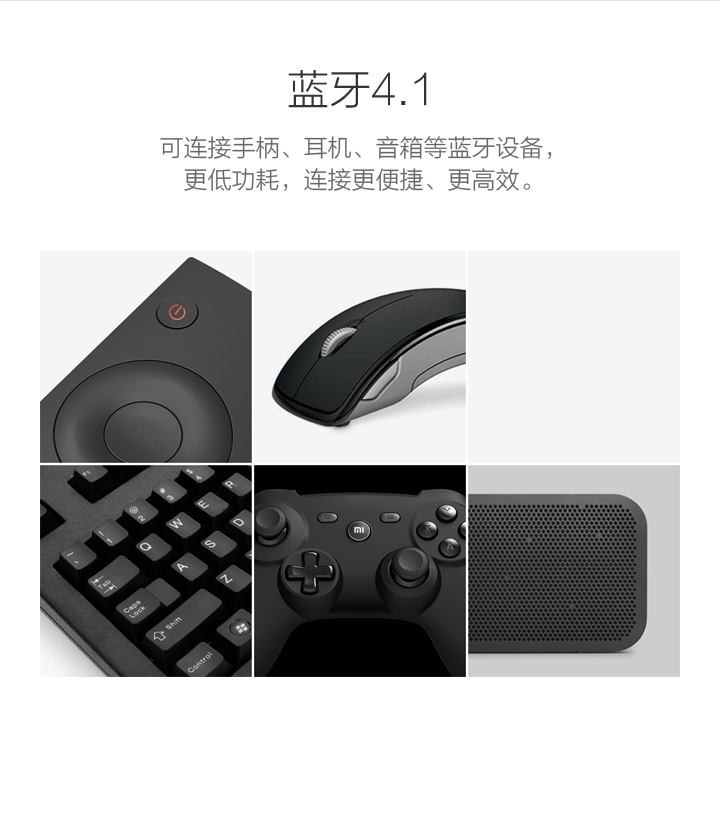 蓝牙4.1
可连接手柄、耳机、音箱等蓝牙设备，
更低功耗，连接更便捷、更高效。
F1
~
`
!
1
@
2
#
3
$
4
Tab
Q
W
E
R
Caps
Lock
A
S
D
Shift
Z
Control
mi
Y
X
A